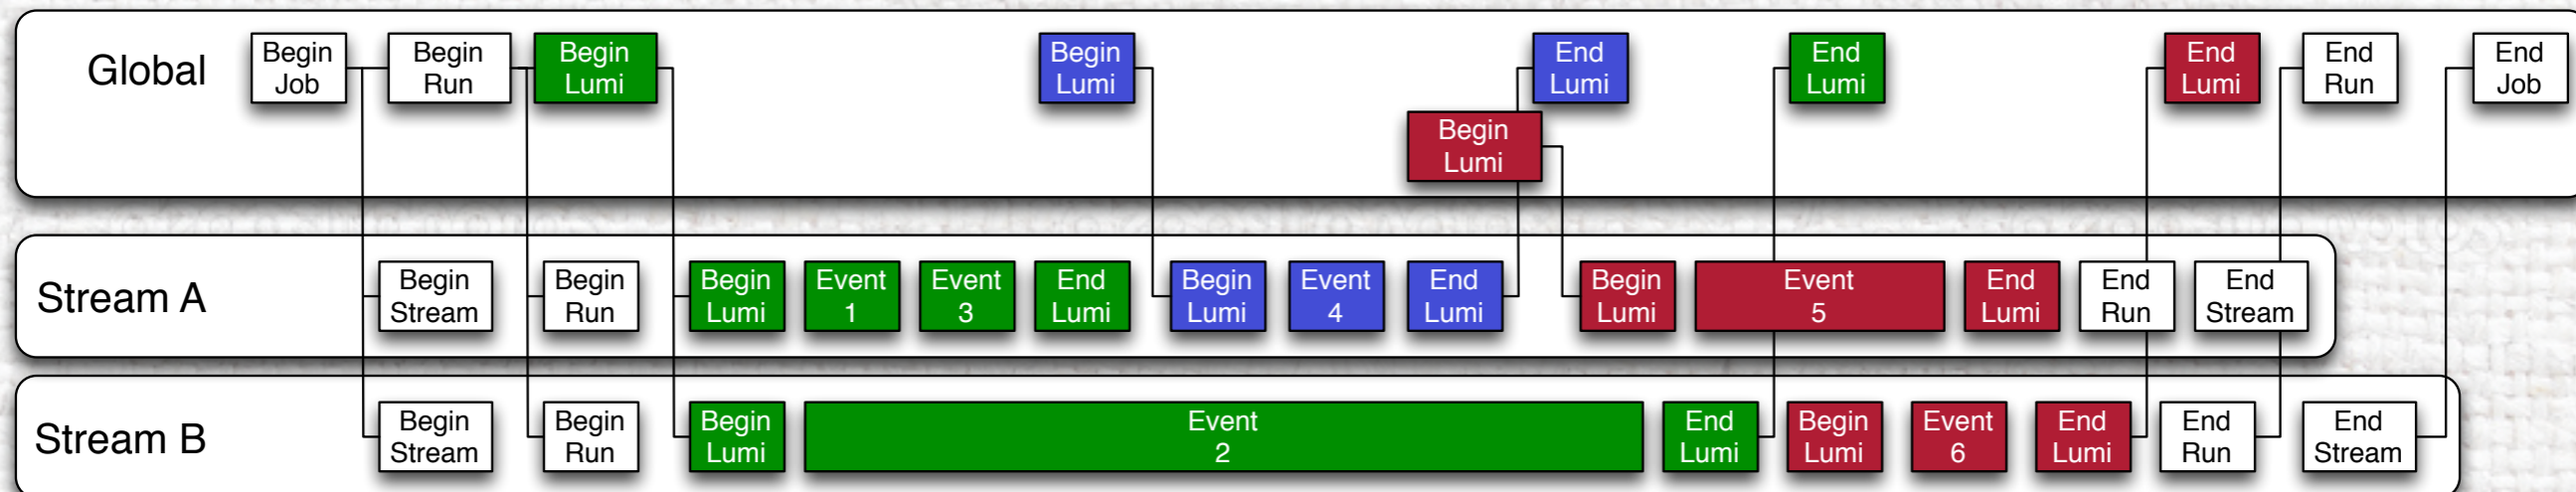 Global
Begin
Job
Begin
Run
Begin
Lumi
Begin
Lumi
End
Lumi
End
Lumi
End
Lumi
End
Run
End
Job
Begin
Lumi
Stream A
Begin
Stream
Begin
Run
Begin
Lumi
Event
1
Event
3
End
Lumi
Begin
Lumi
Event
4
End
Lumi
Begin
Lumi
Event
5
End
Lumi
End
Run
End
Stream
Stream B
Begin
Stream
Begin
Run
Begin
Lumi
Event
2
End
Lumi
Begin
Lumi
Event
6
End
Lumi
End
Run
End
Stream